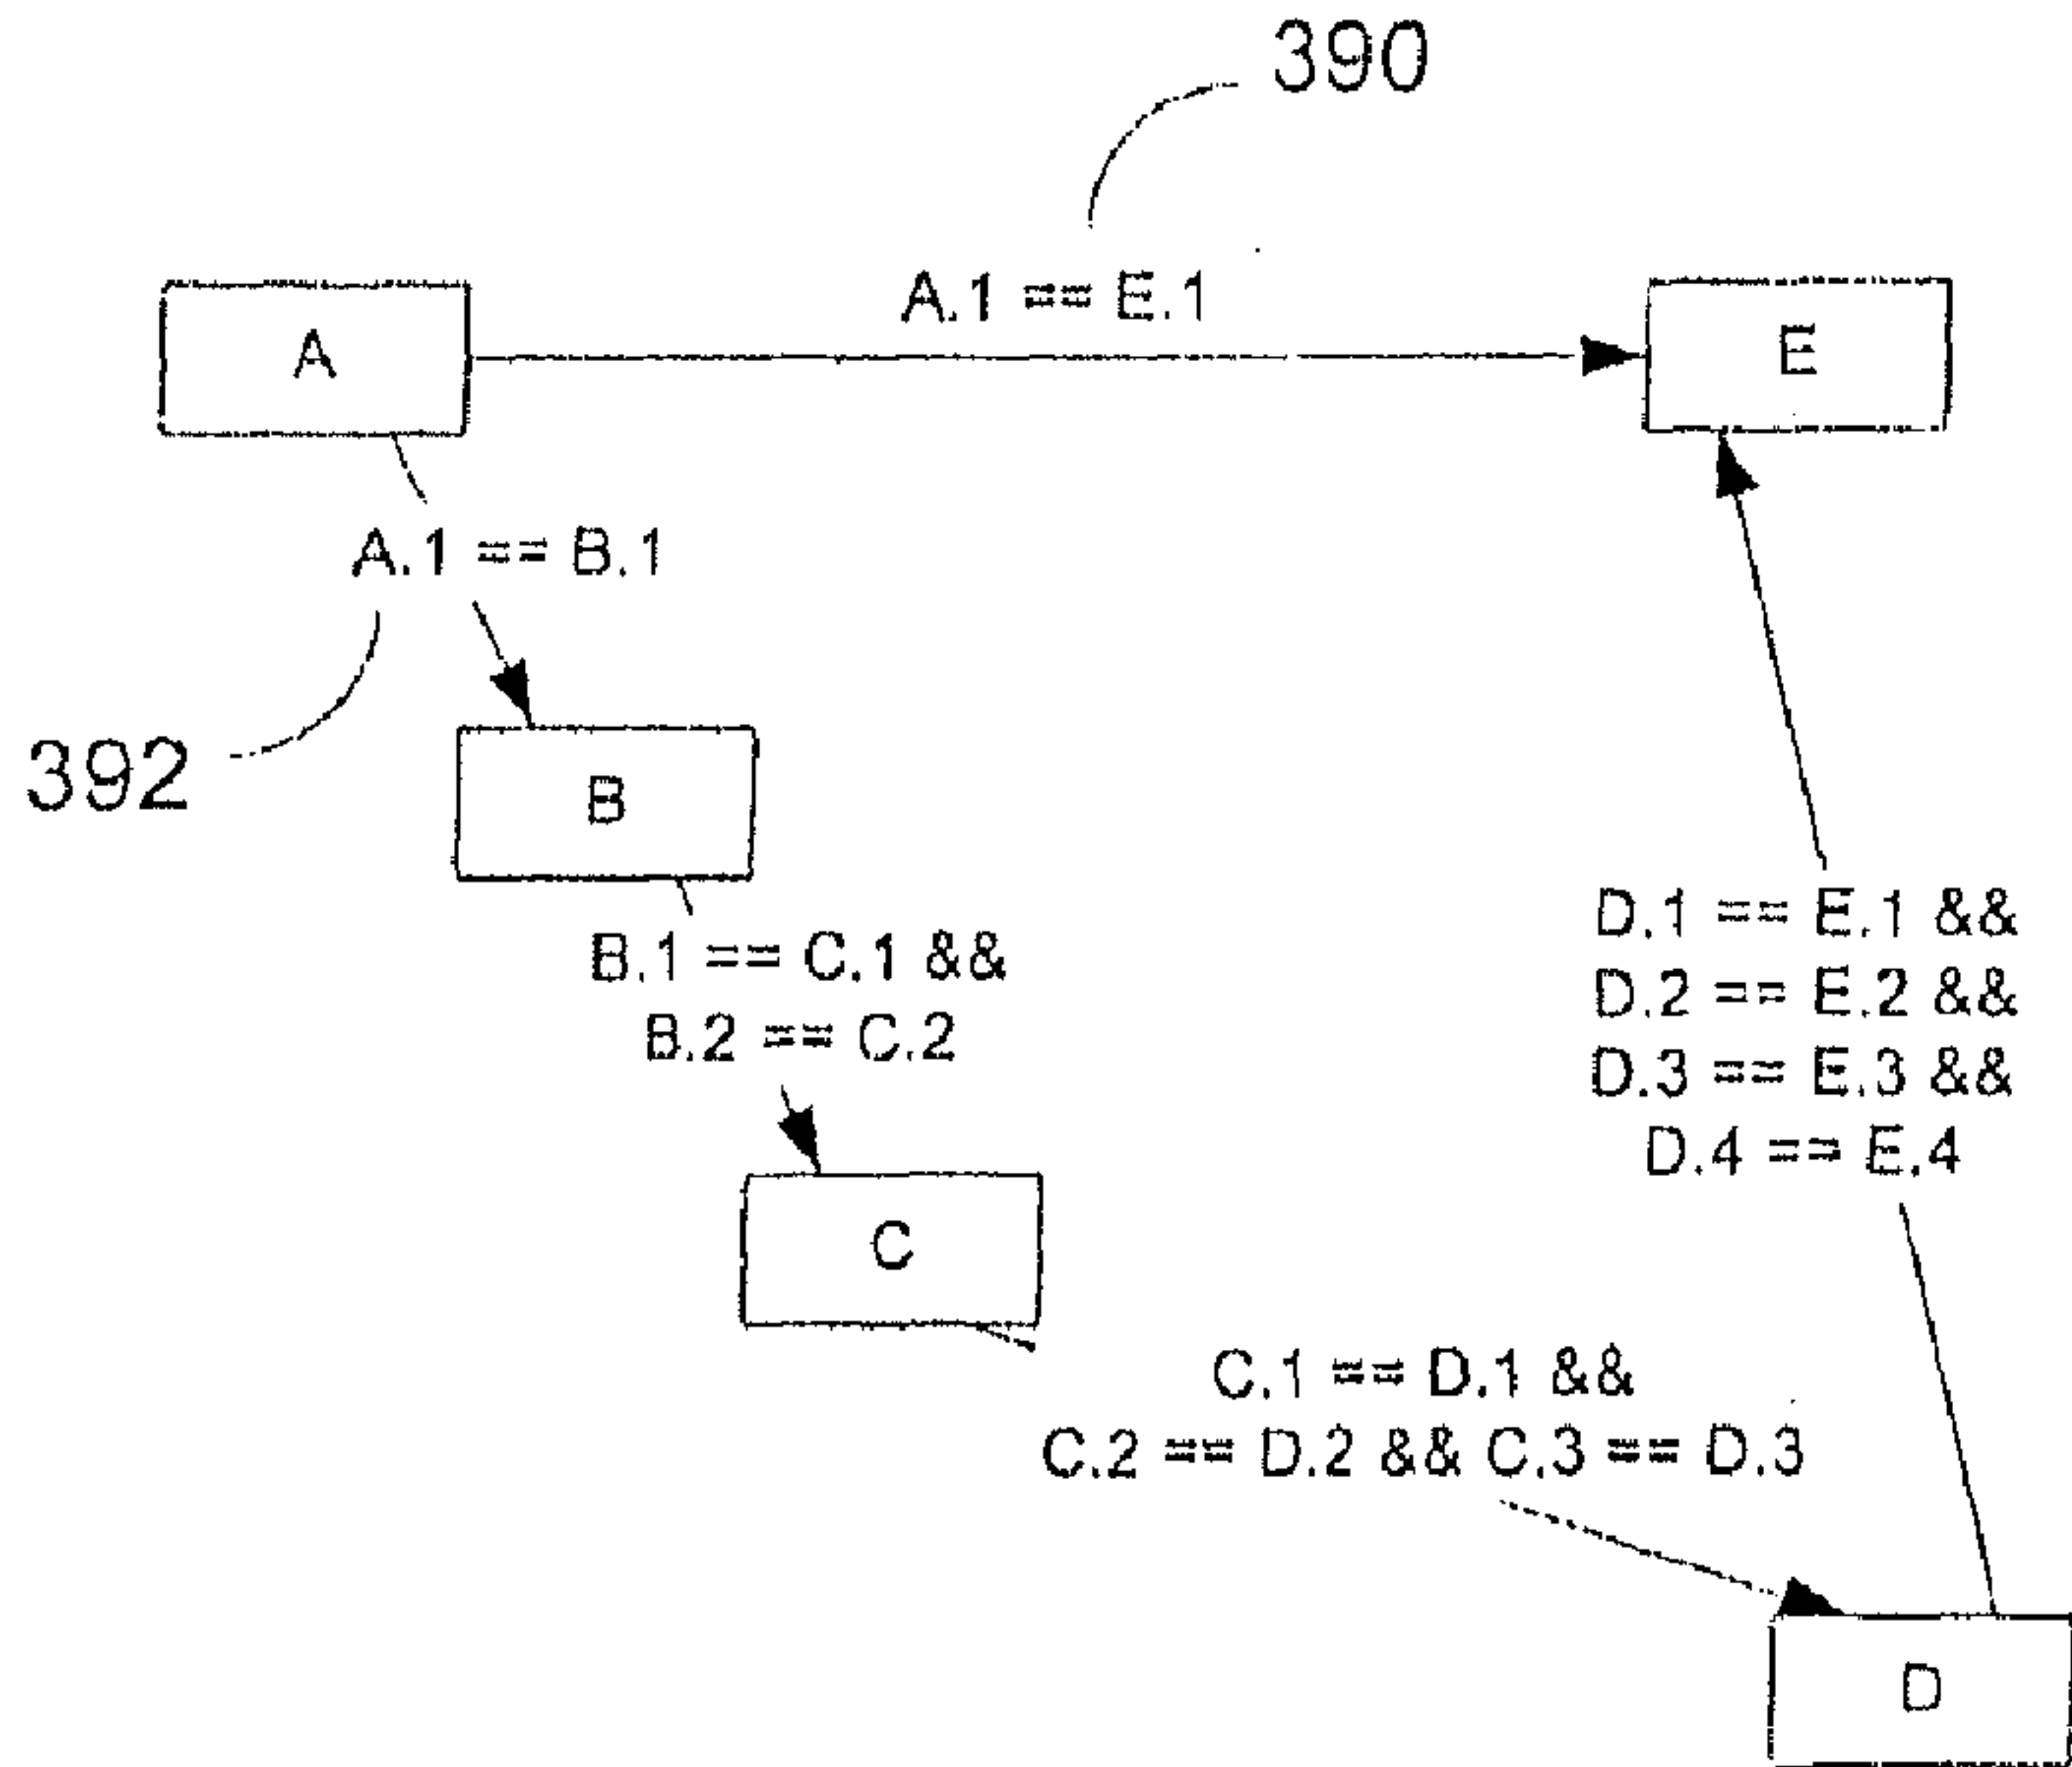 390
A.1 == E.1
A
E
A.1 == B.1
392
B
B.1 == C.1 &&
B.2 == C.2
D.1 == E.1 &&
D.2 == E.2 &&
D.3 == E.3 &&
D.4 == E.4
C
C.1 == D.1 &&
C.2 == D.2 && C.3 == D.3
D